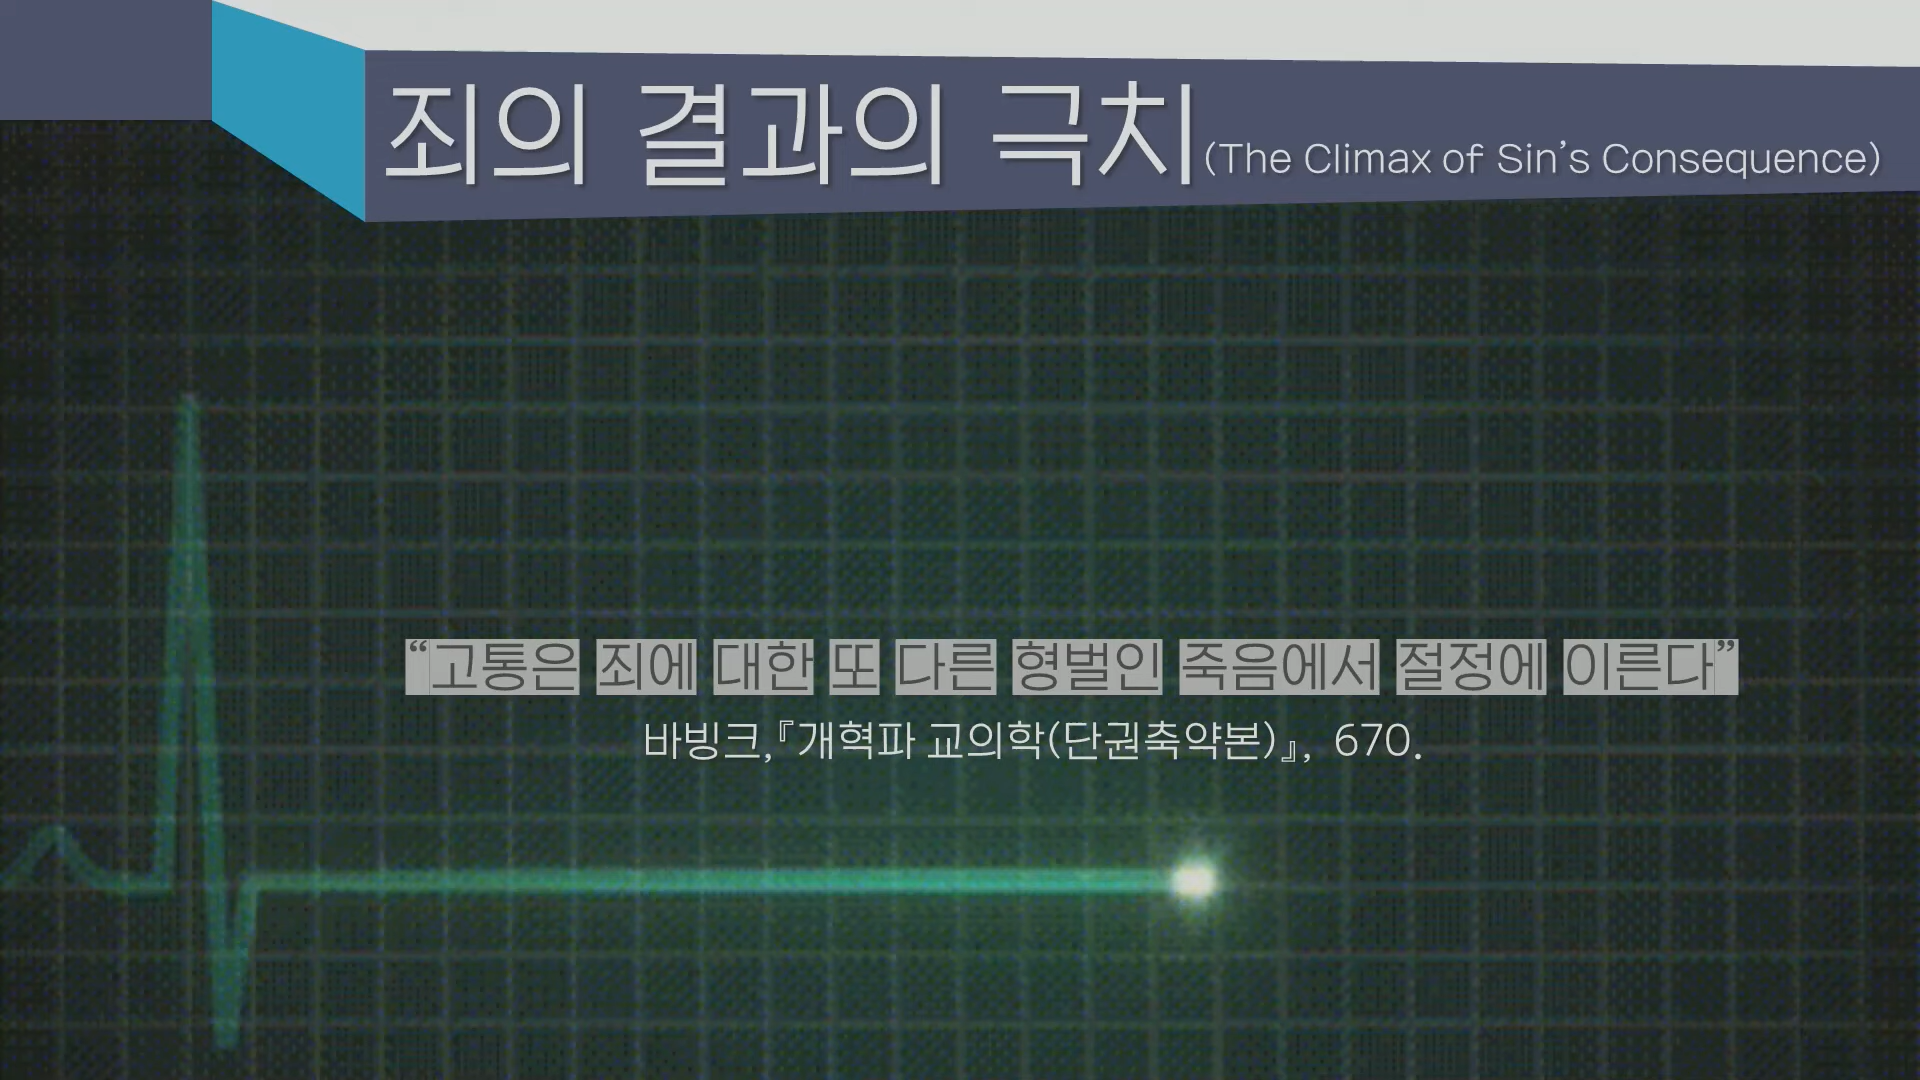 죄의 결과의 극치(The Climax of Sin’s Consequence)
“고통은 죄에 대한 또 다른 형벌인 죽음에서 절정에 이른다”
바빙크,『개혁파 교의학(단권축약본)』, 670.